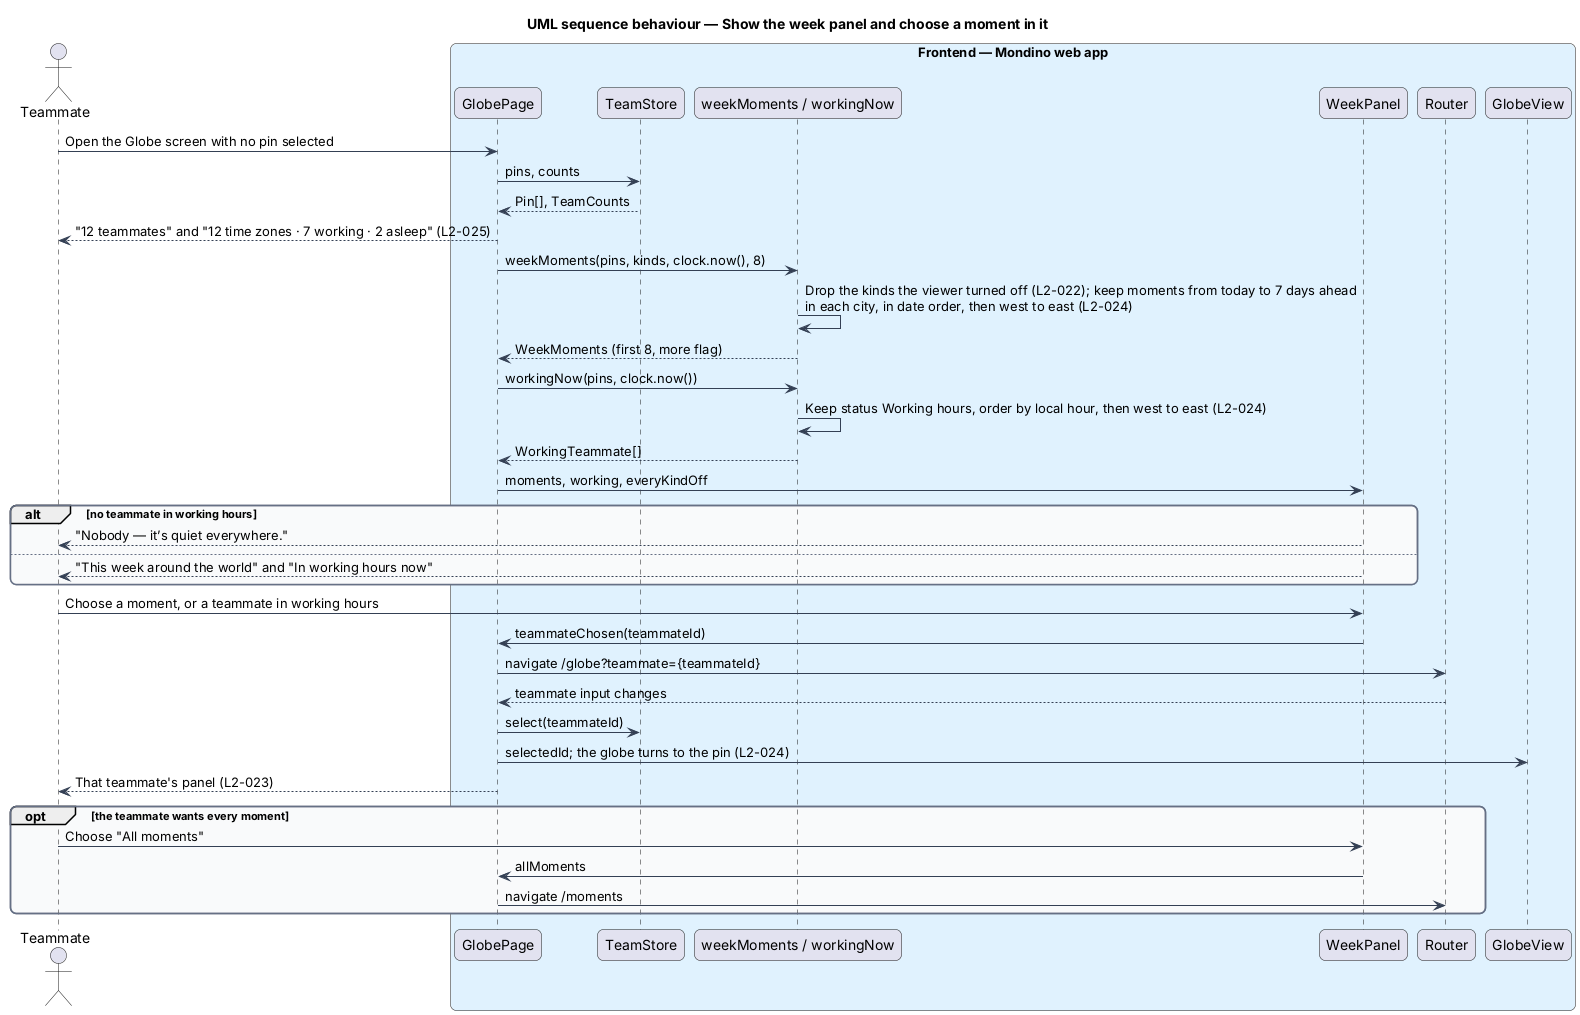 UML sequence behaviour — Show the week panel and choose a moment in it
Frontend — Mondino web app
Teammate
GlobePage
TeamStore
weekMoments / workingNow
WeekPanel
Router
GlobeView
Open the Globe screen with no pin selected
pins, counts
Pin[], TeamCounts
"12 teammates" and "12 time zones · 7 working · 2 asleep" (L2-025)
weekMoments(pins, kinds, clock.now(), 8)
Drop the kinds the viewer turned off (L2-022); keep moments from today to 7 days ahead
in each city, in date order, then west to east (L2-024)
WeekMoments (first 8, more flag)
workingNow(pins, clock.now())
Keep status Working hours, order by local hour, then west to east (L2-024)
WorkingTeammate[]
moments, working, everyKindOff
alt
[no teammate in working hours]
"Nobody — it's quiet everywhere."
"This week around the world" and "In working hours now"
Choose a moment, or a teammate in working hours
teammateChosen(teammateId)
navigate /globe?teammate={teammateId}
teammate input changes
select(teammateId)
selectedId; the globe turns to the pin (L2-024)
That teammate's panel (L2-023)
opt
[the teammate wants every moment]
Choose "All moments"
allMoments
navigate /moments
Teammate
GlobePage
TeamStore
weekMoments / workingNow
WeekPanel
Router
GlobeView